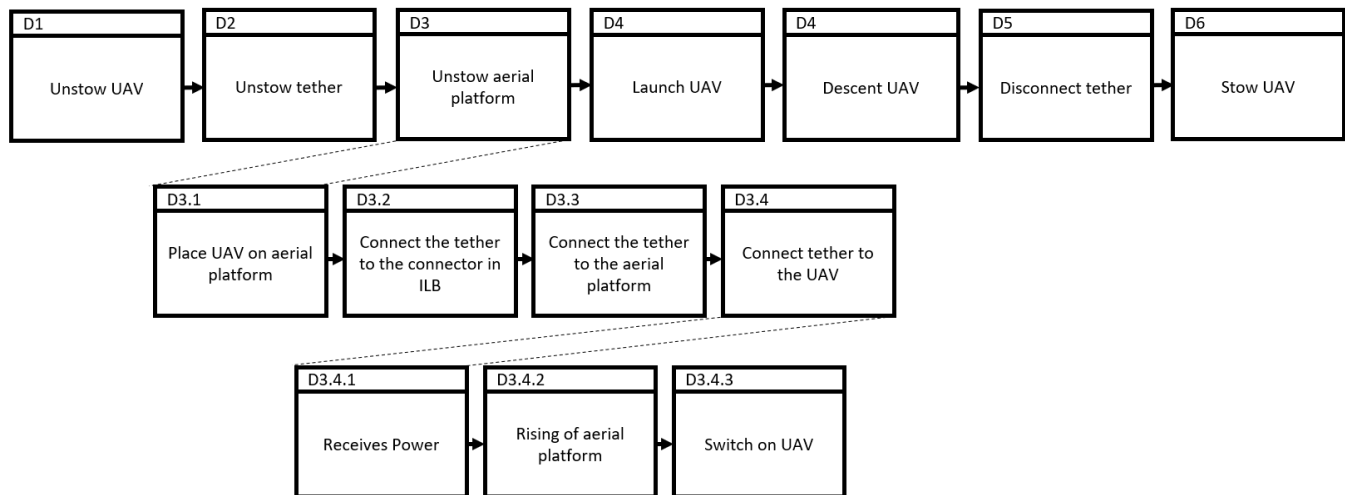 D1
Unstow UAV
D2
Unstow tether
D3
Unstow aerial
platform
D4
Launch UAV
D4
Descent UAV
D5
Disconnect tether
D6
Stow UAV
D3.1
Place UAV on aerial
platform
D3.2
Connect the tether
to the connector in
ILB
D3.3
Connect the tether
to the aerial
platform
D3.4
Connect tether to
the UAV
D3.4.1
Receives Power
D3.4.2
Rising of aerial
platform
D3.4.3
Switch on UAV